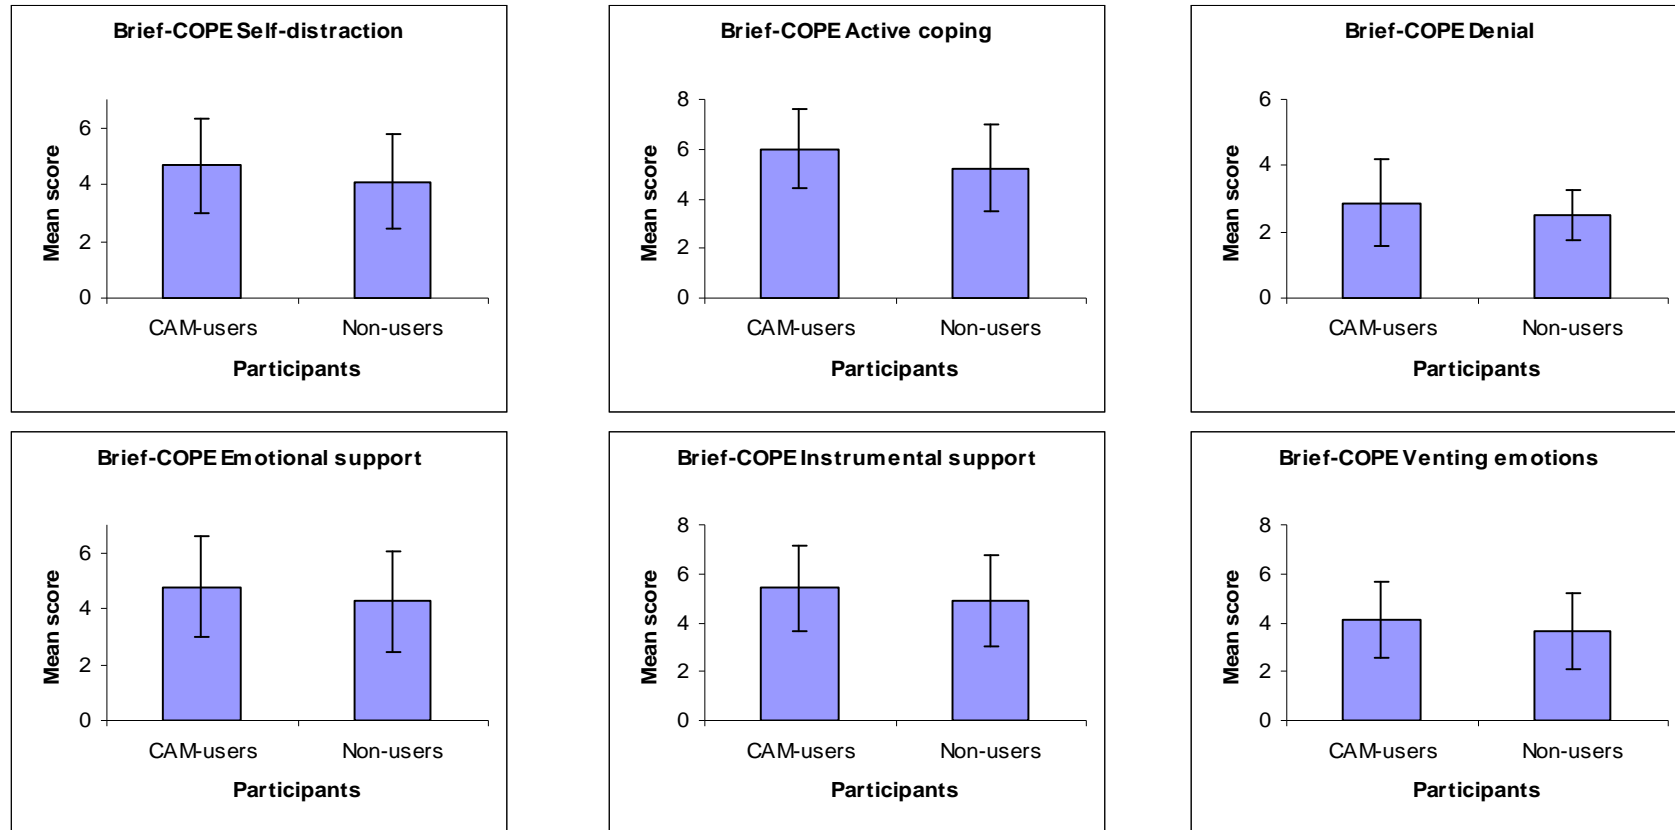 Brief-COPE Self-distraction
Mean score
6
4
2
0
CAM-users Non-users
Participants
Brief-COPE Active coping
Mean score
8
6
4
2
0
CAM-users Non-users
Participants
Brief-COPE Denial
Mean score
6
4
2
0
CAM-users Non-users
Participants
Brief-COPE Emotional support
Mean score
6
4
2
0
CAM-users Non-users
Participants
Brief-COPE Instrumental support
Mean score
8
6
4
2
0
CAM-users Non-users
Participants
Brief-COPE Venting emotions
Mean score
8
6
4
2
0
CAM-users Non-users
Participants